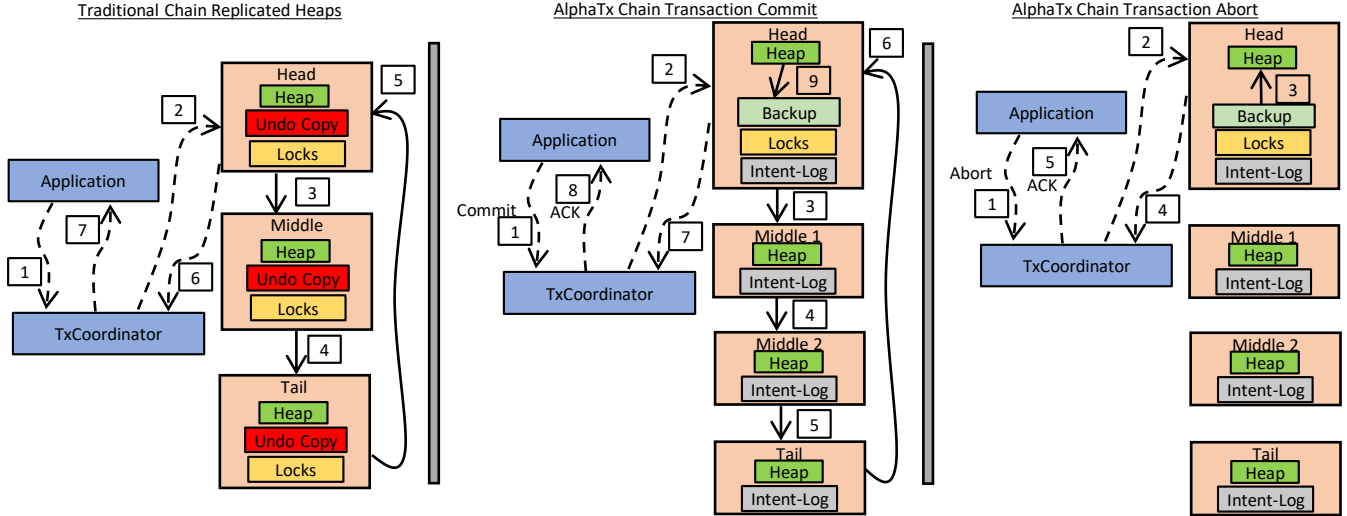 Traditional Chain Replicated Heaps
Head
Heap
Undo Copy
Locks
5
2
Application
3
7
Middle
Heap
Undo Copy
Locks
1
6
TxCoordinator
4
Tail
Heap
Undo Copy
Locks
AlphaTx Chain Transaction Commit
Head
Heap
6
2
9
Backup
Application
Locks
8
Intent-Log
Commit
ACK
3
1
7
Middle 1
Heap
Intent-Log
TxCoordinator
4
Middle 2
Heap
Intent-Log
5
Tail
Heap
Intent-Log
AlphaTx Chain Transaction Abort
Head
2
Heap
3
Application
Backup
Locks
Abort
5
ACK
Intent-Log
1
4
Middle 1
Heap
TxCoordinator
Intent-Log
Middle 2
Heap
Intent-Log
Tail
Heap
Intent-Log